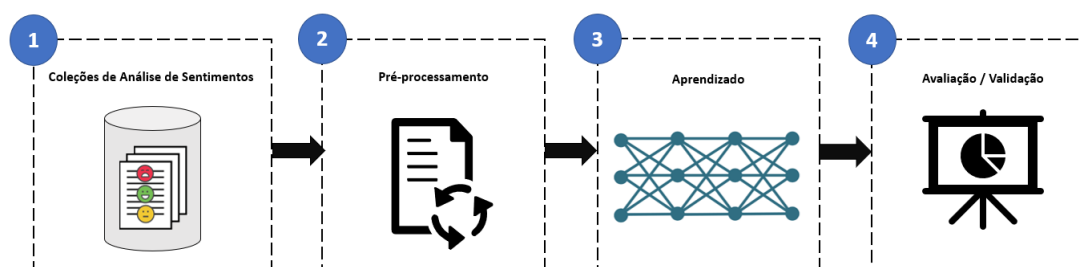 1
Coleções de Análise de Sentimentos
2
Pré-processamento
3
Aprendizado
4
Avaliação / Validação